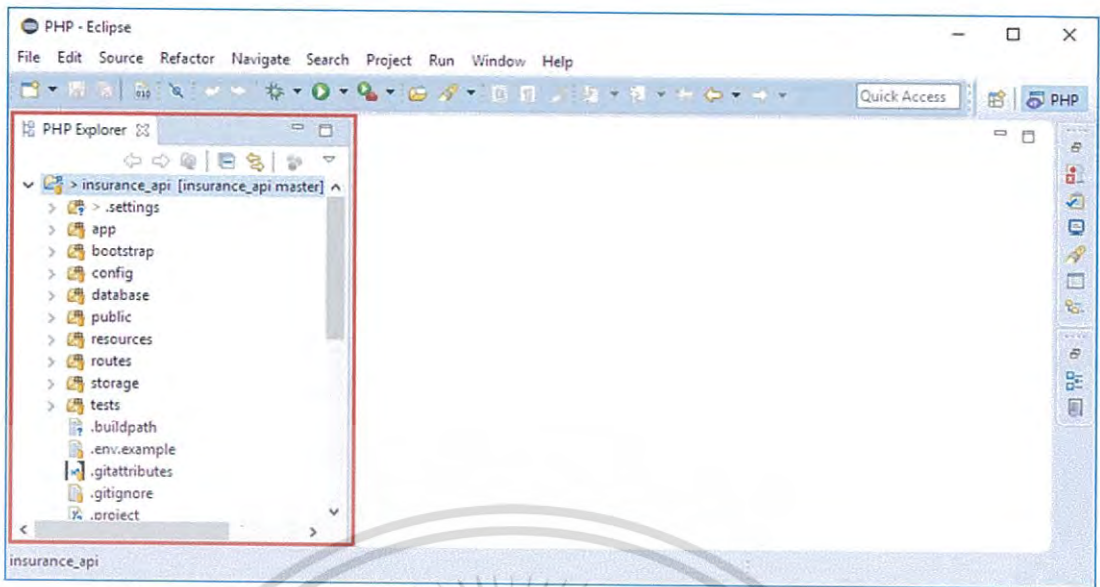 PHP - Eclipse
File Edit Source Refactor Navigate Search Project Run Window Help
Quick Access
PHP
PHP Explorer
> insurance_api [insurance_api master]
> .settings
app
bootstrap
config
database
public
resources
routes
storage
tests
.buildpath
.env.example
.gitattributes
.gitignore
.project
insurance_api